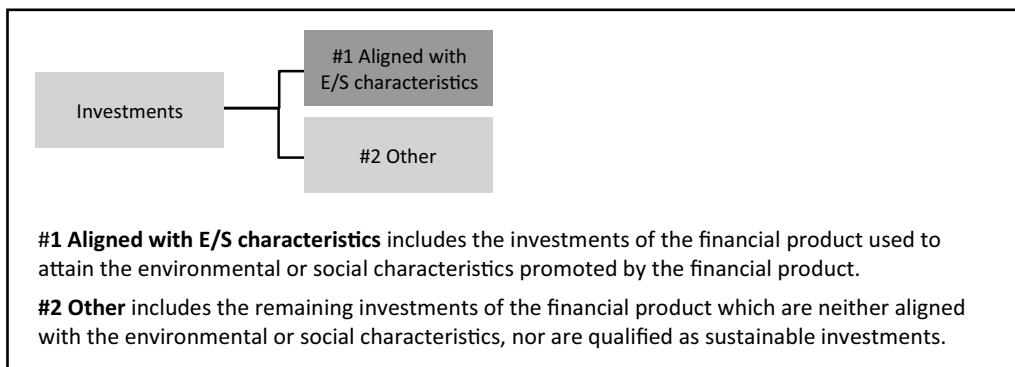 #1 Aligned with
E/S characteristics
Investments
#2 Other
#1 Aligned with E/S characteristics includes the investments of the financial product used to
attain the environmental or social characteristics promoted by the financial product.
#2 Other includes the remaining investments of the financial product which are neither aligned
with the environmental or social characteristics, nor are qualified as sustainable investments.